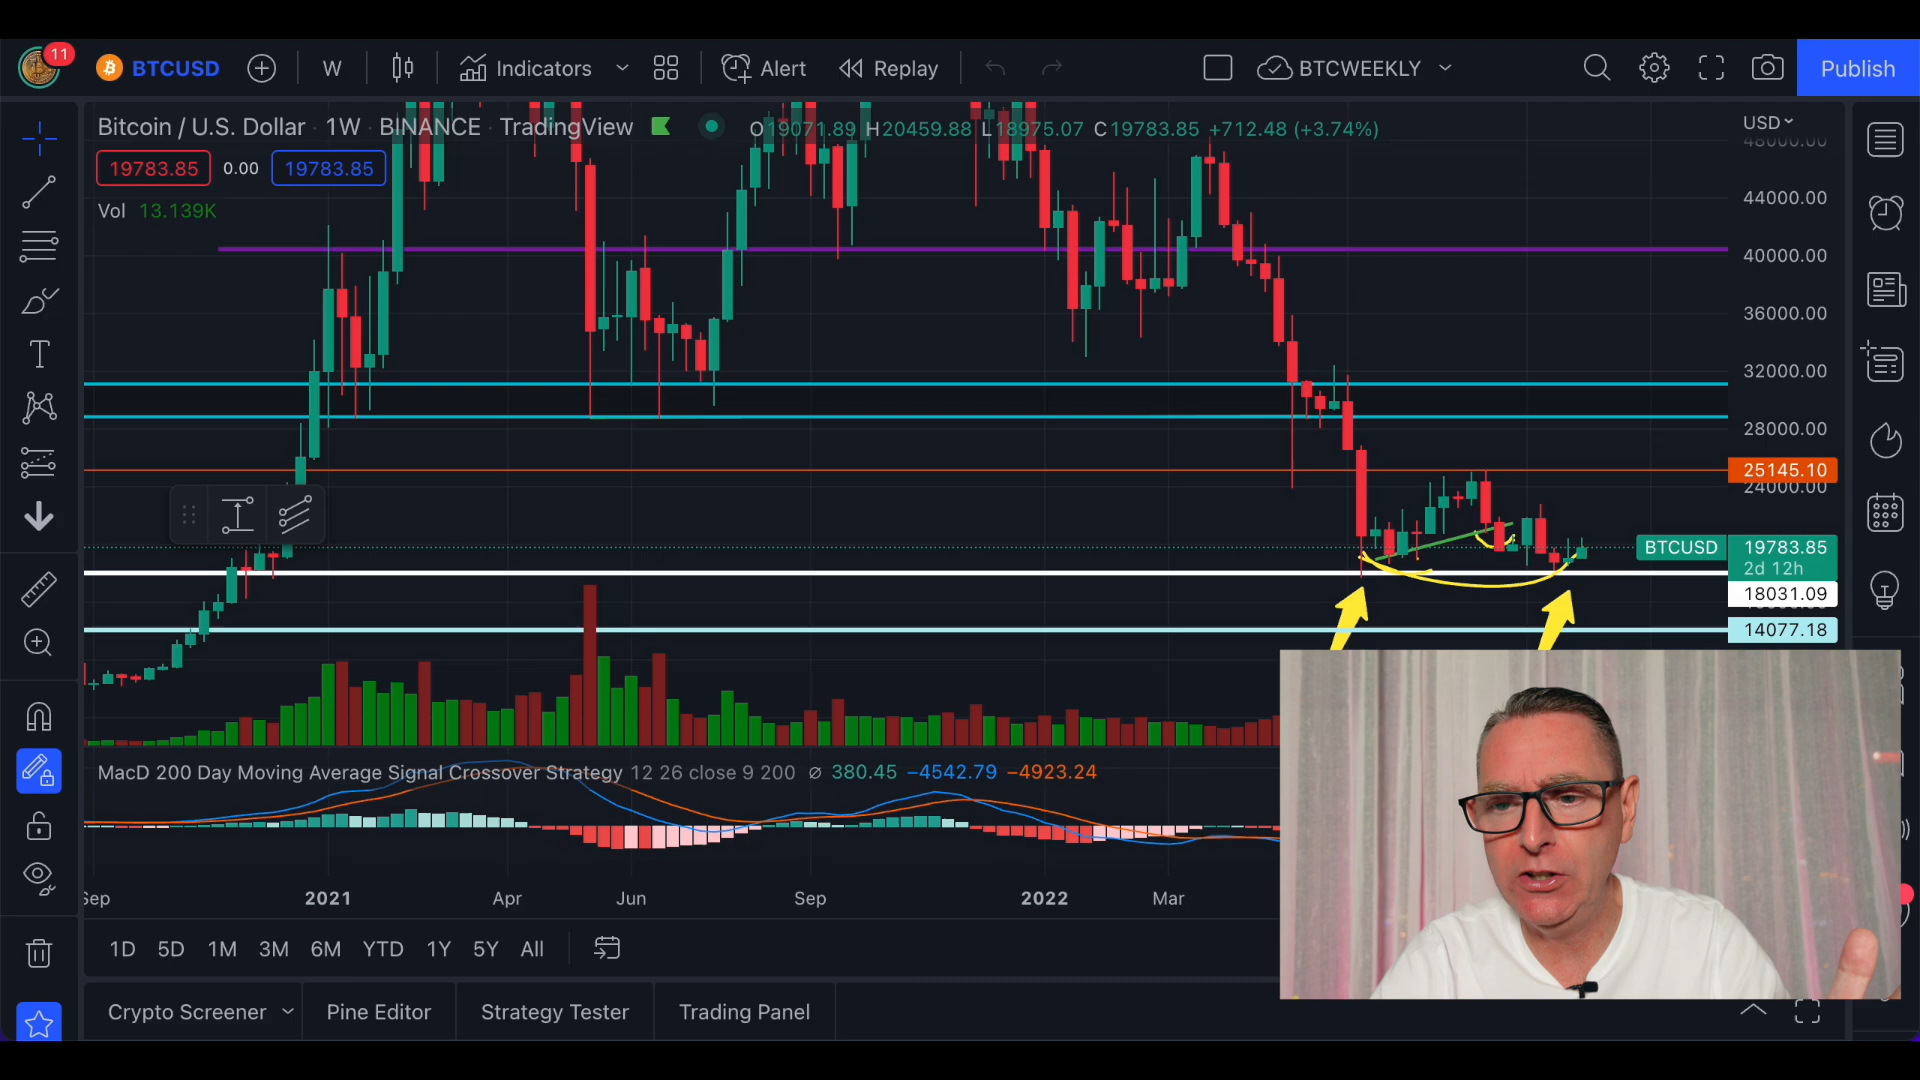 11
BTCUSD
W
Indicators
Alert
Replay
BTCWEEKLY
Publish
Bitcoin / U.S. Dollar · 1W · BINANCE · TradingView
O19071.89 H20459.88 L18975.07 C19783.85 +712.48 (+3.74%)
USD
19783.85 0.00 19783.85
Vol 13.139K
48000.00
44000.00
40000.00
36000.00
32000.00
28000.00
25145.10
24000.00
BTCUSD 19783.85
2d 12h
18031.09
14077.18
MacD 200 Day Moving Average Signal Crossover Strategy 12 26 close 9 200 ∅ 380.45 −4542.79 −4923.24
Sep 2021 Apr Jun Sep 2022 Mar
1D 5D 1M 3M 6M YTD 1Y 5Y All
Crypto Screener Pine Editor Strategy Tester Trading Panel